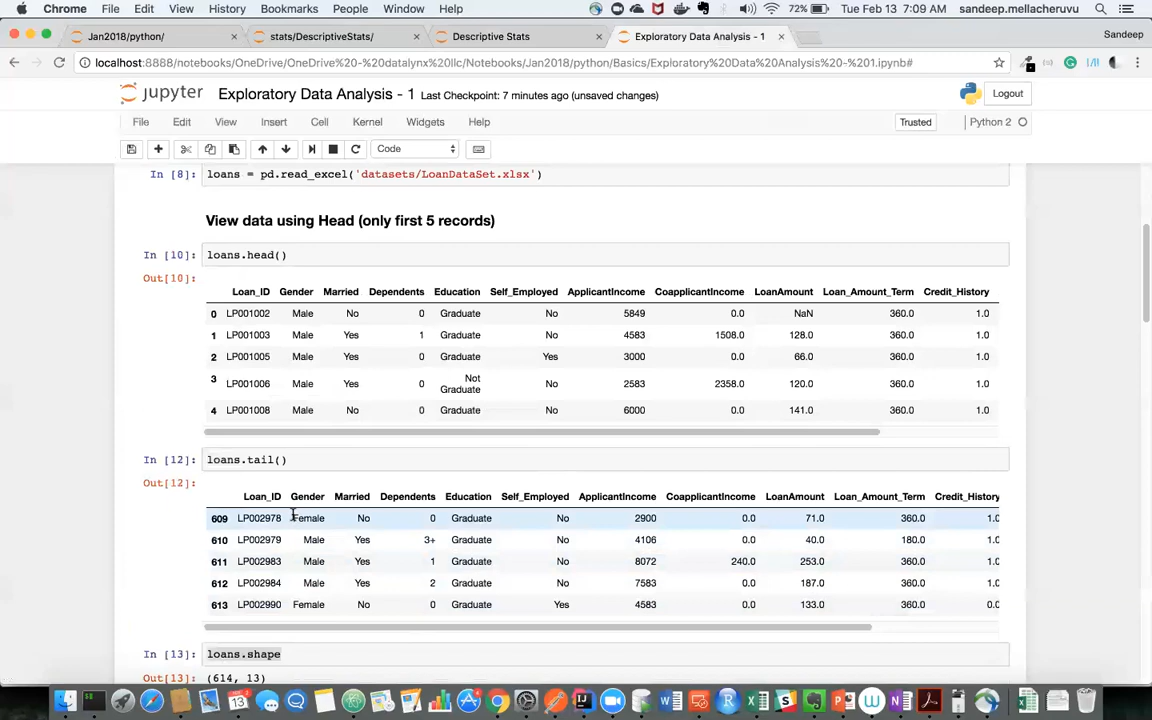 Chrome File Edit View History Bookmarks People Window Help 72% Tue Feb 13 7:09 AM sandeep.mellacheruvu
Jan2018/python/ stats/DescriptiveStats/ Descriptive Stats Exploratory Data Analysis - 1 Sandeep
localhost:8888/notebooks/OneDrive/OneDrive%20-%20datalynx%20llc/Notebooks/Jan2018/python/Basics/Exploratory%20Data%20Analysis%20-%201.ipynb#
jupyter Exploratory Data Analysis - 1 Last Checkpoint: 7 minutes ago (unsaved changes) Logout
File Edit View Insert Cell Kernel Widgets Help Trusted Python 2
Code
In [8]: loans = pd.read_excel('datasets/LoanDataSet.xlsx')
View data using Head (only first 5 records)
In [10]: loans.head()
Out[10]:
Loan_ID Gender Married Dependents Education Self_Employed ApplicantIncome CoapplicantIncome LoanAmount Loan_Amount_Term Credit_History
0 LP001002 Male No 0 Graduate No 5849 0.0 NaN 360.0 1.0
1 LP001003 Male Yes 1 Graduate No 4583 1508.0 128.0 360.0 1.0
2 LP001005 Male Yes 0 Graduate Yes 3000 0.0 66.0 360.0 1.0
3 LP001006 Male Yes 0 Not Graduate No 2583 2358.0 120.0 360.0 1.0
4 LP001008 Male No 0 Graduate No 6000 0.0 141.0 360.0 1.0
In [12]: loans.tail()
Out[12]:
Loan_ID Gender Married Dependents Education Self_Employed ApplicantIncome CoapplicantIncome LoanAmount Loan_Amount_Term Credit_History
609 LP002978 Female No 0 Graduate No 2900 0.0 71.0 360.0 1.0
610 LP002979 Male Yes 3+ Graduate No 4106 0.0 40.0 180.0 1.0
611 LP002983 Male Yes 1 Graduate No 8072 240.0 253.0 360.0 1.0
612 LP002984 Male Yes 2 Graduate No 7583 0.0 187.0 360.0 1.0
613 LP002990 Female No 0 Graduate Yes 4583 0.0 133.0 360.0 0.0
In [13]: loans.shape
Out[13]: (614, 13)